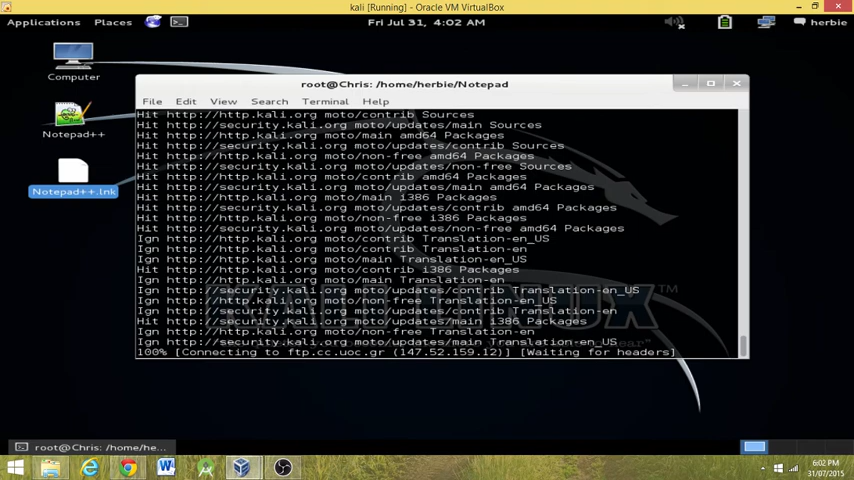 kali [Running] - Oracle VM VirtualBox
Applications Places Fri Jul 31, 4:02 AM herbie
Computer
Notepad++
Notepad++.lnk
root@Chris: /home/herbie/Notepad
File Edit View Search Terminal Help
Hit http://http.kali.org moto/contrib Sources
Hit http://security.kali.org moto/updates/main Sources
Hit http://http.kali.org moto/main amd64 Packages
Hit http://security.kali.org moto/updates/contrib Sources
Hit http://http.kali.org moto/non-free amd64 Packages
Hit http://security.kali.org moto/updates/non-free Sources
Hit http://http.kali.org moto/contrib amd64 Packages
Hit http://security.kali.org moto/updates/main amd64 Packages
Hit http://http.kali.org moto/main i386 Packages
Hit http://security.kali.org moto/updates/contrib amd64 Packages
Hit http://http.kali.org moto/non-free i386 Packages
Hit http://security.kali.org moto/updates/non-free amd64 Packages
Ign http://http.kali.org moto/contrib Translation-en_US
Ign http://http.kali.org moto/contrib Translation-en
Ign http://http.kali.org moto/main Translation-en_US
Hit http://http.kali.org moto/contrib i386 Packages
Ign http://http.kali.org moto/main Translation-en
Ign http://security.kali.org moto/updates/contrib Translation-en_US
Ign http://http.kali.org moto/non-free Translation-en_US
Ign http://security.kali.org moto/updates/contrib Translation-en
Hit http://security.kali.org moto/updates/main i386 Packages
Ign http://http.kali.org moto/non-free Translation-en
Ign http://security.kali.org moto/updates/main Translation-en_US
100% [Connecting to ftp.cc.uoc.gr (147.52.159.12)] [Waiting for headers]
KALI LINUX
root@Chris: /home/he...
6:02 PM
31/07/2015